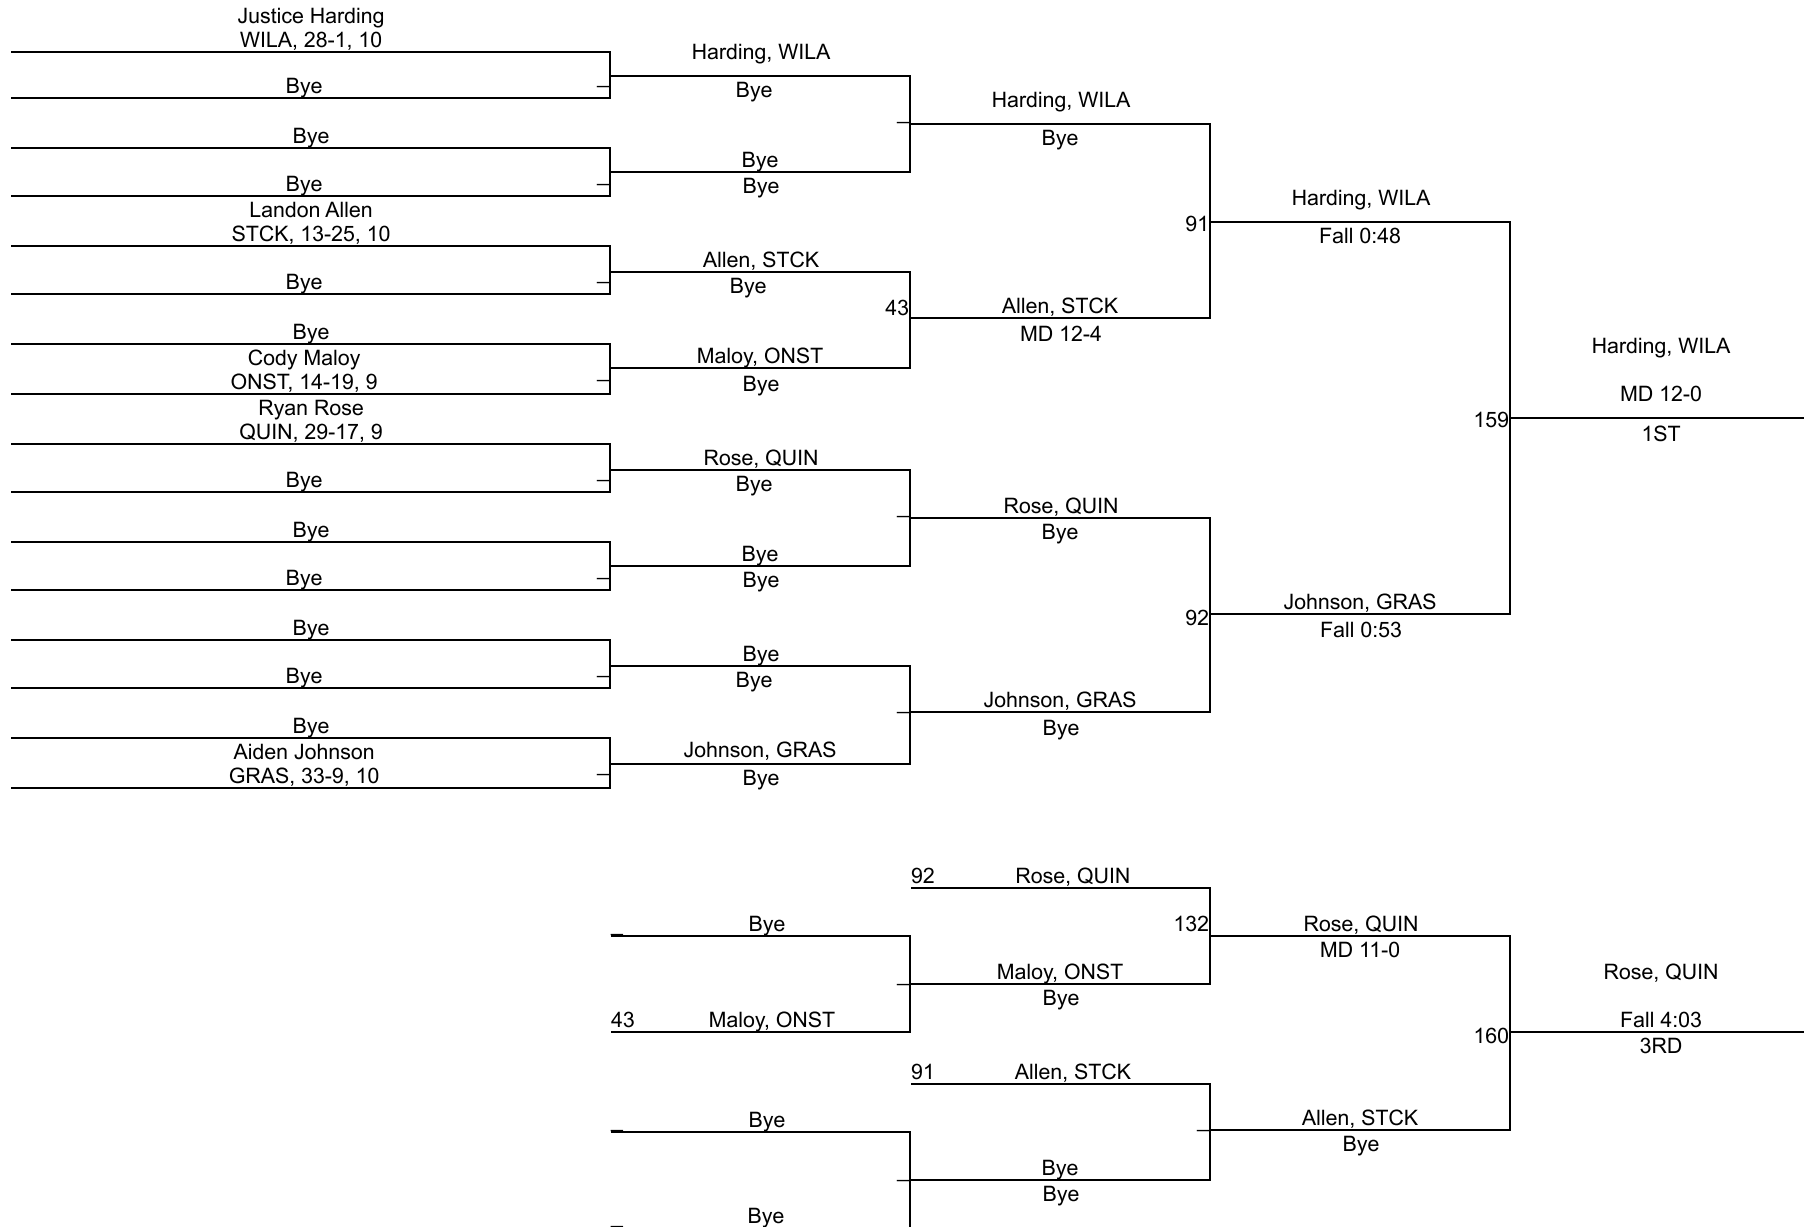 Justice Harding
WILA, 28-1, 10
Bye
Bye
Bye
Landon Allen
STCK, 13-25, 10
Bye
Bye
Cody Maloy
ONST, 14-19, 9
Ryan Rose
QUIN, 29-17, 9
Bye
Bye
Bye
Bye
Bye
Bye
Aiden Johnson
GRAS, 33-9, 10
Harding, WILA
Bye
Bye
Bye
Allen, STCK
Bye
43
Maloy, ONST
Bye
Rose, QUIN
Bye
Bye
Bye
Bye
Bye
Johnson, GRAS
Bye
Harding, WILA
Bye
91
Allen, STCK
MD 12-4
Rose, QUIN
Bye
92
Johnson, GRAS
Bye
Harding, WILA
Fall 0:48
159
Johnson, GRAS
Fall 0:53
Harding, WILA
MD 12-0
1ST
92 Rose, QUIN
Bye
132
Maloy, ONST
Bye
43 Maloy, ONST
Rose, QUIN
MD 11-0
91 Allen, STCK
Bye
Bye
Bye
Bye
Allen, STCK
Bye
160
Rose, QUIN
Fall 4:03
3RD